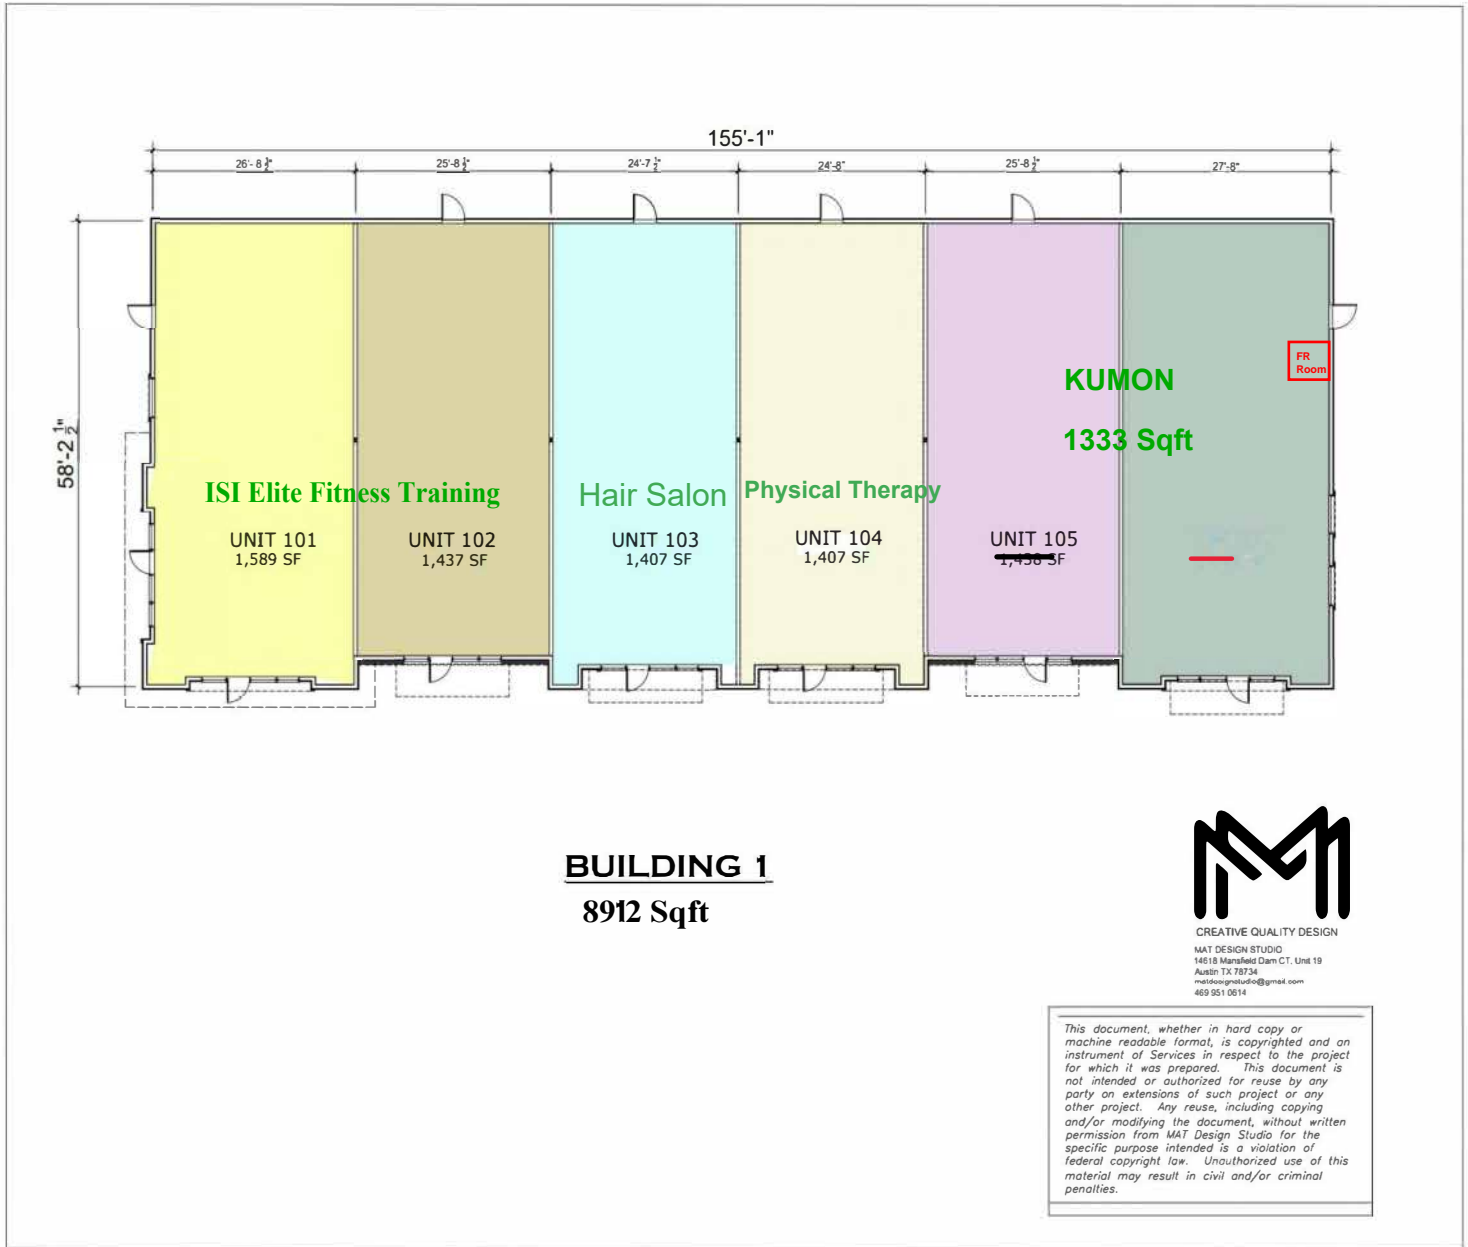 155'-1"
26'-8 1/2"
25'-8 1/2"
24'-7 1/2"
24'-8"
25'-8 1/2"
27'-8"
58'-2 1/2"
FR
Room
KUMON
1333 Sqft
ISI Elite Fitness Training
Hair Salon
Physical Therapy
UNIT 101
1,589 SF
UNIT 102
1,437 SF
UNIT 103
1,407 SF
UNIT 104
1,407 SF
UNIT 105
1,438 SF
BUILDING 1
8912 Sqft
CREATIVE QUALITY DESIGN
MAT DESIGN STUDIO
14618 Mansfield Dam CT. Unit 19
Austin TX 78734
matdesignstudio@gmail.com
469 951 0614
This document, whether in hard copy or
machine readable format, is copyrighted and an
instrument of Services in respect to the project
for which it was prepared. This document is
not intended or authorized for reuse by any
party on extensions of such project or any
other project. Any reuse, including copying
and/or modifying the document, without written
permission from MAT Design Studio for the
specific purpose intended is a violation of
federal copyright law. Unauthorized use of this
material may result in civil and/or criminal
penalties.